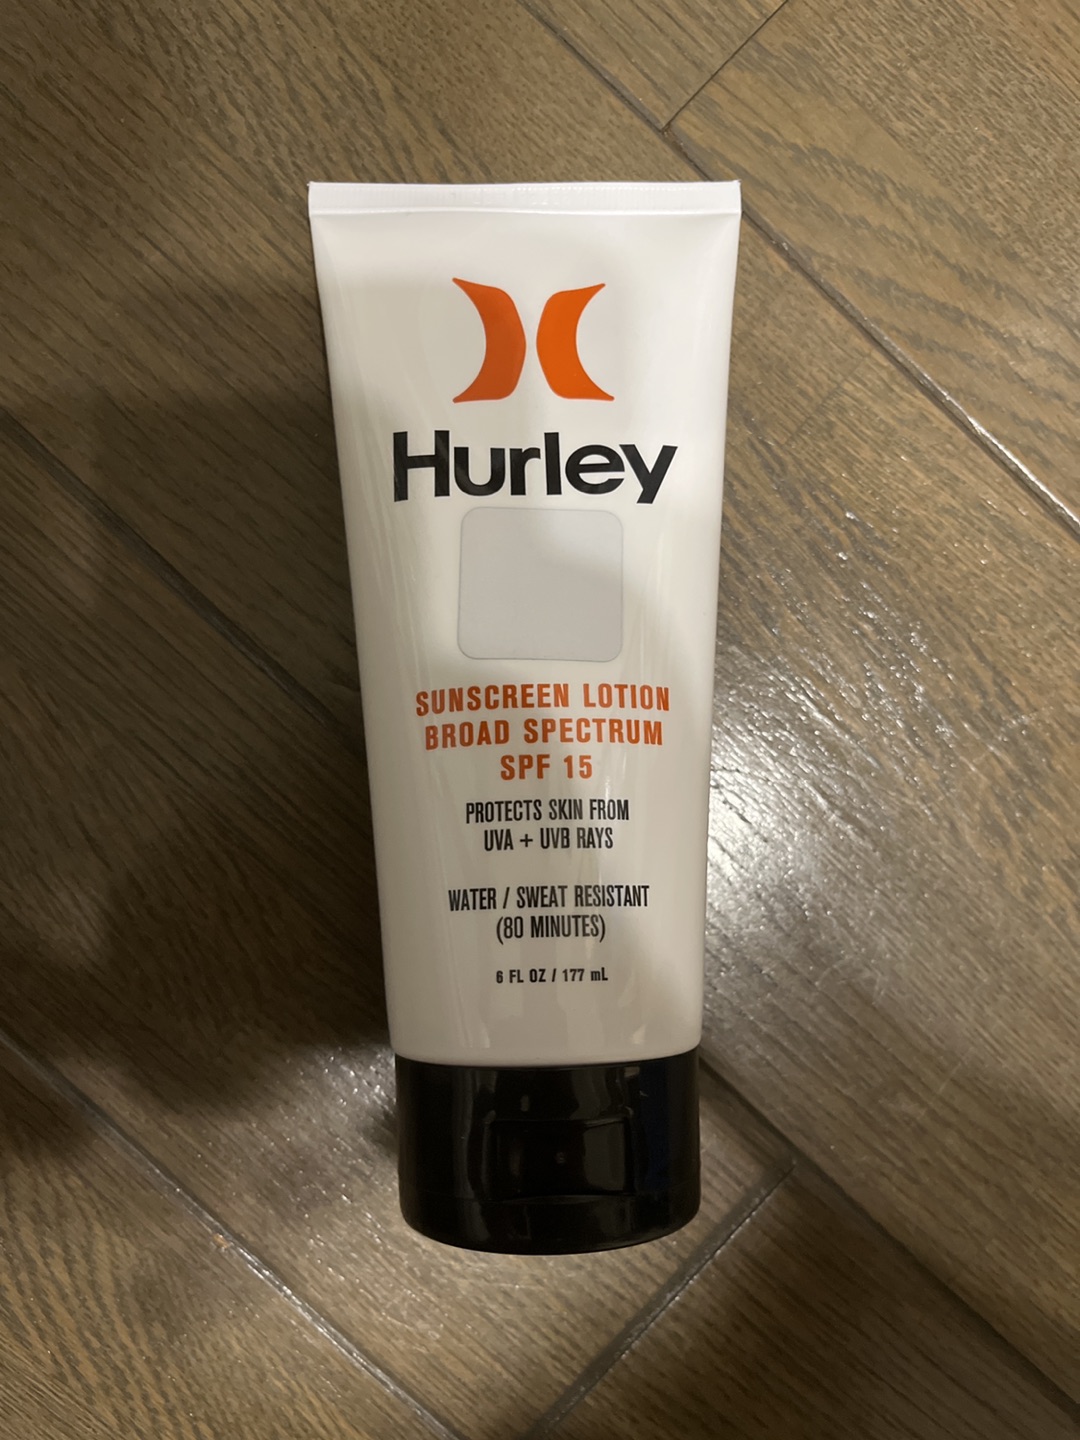 Hurley
SUNSCREEN LOTION
BROAD SPECTRUM
SPF 15
PROTECTS SKIN FROM
UVA + UVB RAYS
WATER / SWEAT RESISTANT
(80 MINUTES)
6 FL OZ / 177 mL